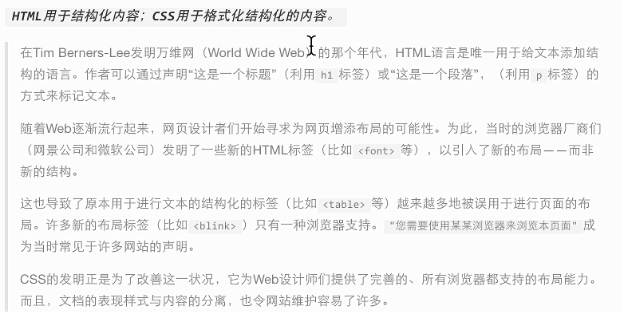 HTML用于结构化内容；CSS用于格式化结构化的内容。
在Tim Berners-Lee发明万维网（World Wide Web）的那个年代，HTML语言是唯一用于给文本添加结
构的语言。作者可以通过声明“这是一个标题”（利用 h1 标签）或“这是一个段落”，（利用 p 标签）的
方式来标记文本。
随着Web逐渐流行起来，网页设计者们开始寻求为网页增添布局的可能性。为此，当时的浏览器厂商们
（网景公司和微软公司）发明了一些新的HTML标签（比如 <font> 等），以引入了新的布局——而非
新的结构。
这也导致了原本用于进行文本的结构化的标签（比如 <table> 等）越来越多地被误用于进行页面的布
局。许多新的布局标签（比如 <blink> ）只有一种浏览器支持。 "您需要使用某某浏览器来浏览本页面" 成
为当时常见于许多网站的声明。
CSS的发明正是为了改善这一状况，它为Web设计师们提供了完善的、所有浏览器都支持的布局能力。
而且，文档的表现样式与内容的分离，也令网站维护容易了许多。